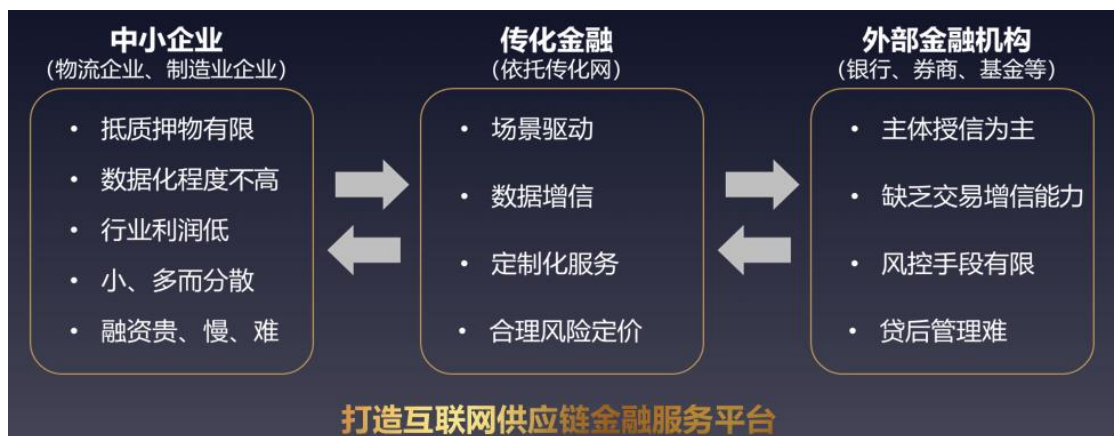 中小企业
（物流企业、制造业企业）
• 抵质押物有限
• 数据化程度不高
• 行业利润低
• 小、多而分散
• 融资贵、慢、难
传化金融
（依托传化网）
• 场景驱动
• 数据增信
• 定制化服务
• 合理风险定价
外部金融机构
（银行、券商、基金等）
• 主体授信为主
• 缺乏交易增信能力
• 风控手段有限
• 贷后管理难
打造互联网供应链金融服务平台